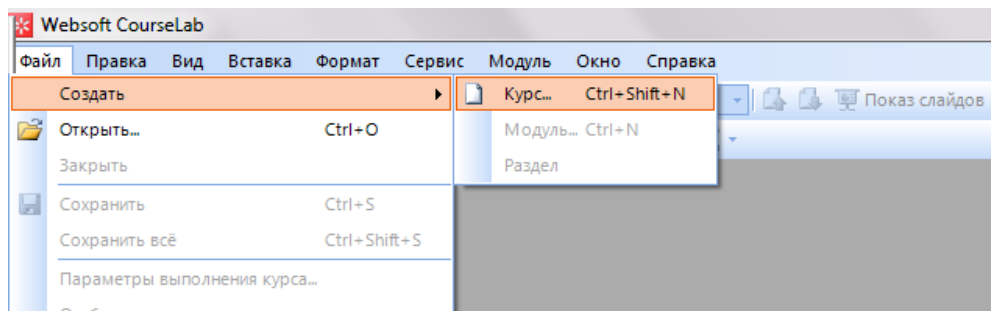 Websoft CourseLab
Файл Правка Вид Вставка Формат Сервис Модуль Окно Справка
Создать Курс... Ctrl+Shift+N
Показ слайдов
Открыть... Ctrl+O Модуль... Ctrl+N
Закрыть Раздел
Сохранить Ctrl+S
Сохранить всё Ctrl+Shift+S
Параметры выполнения курса...